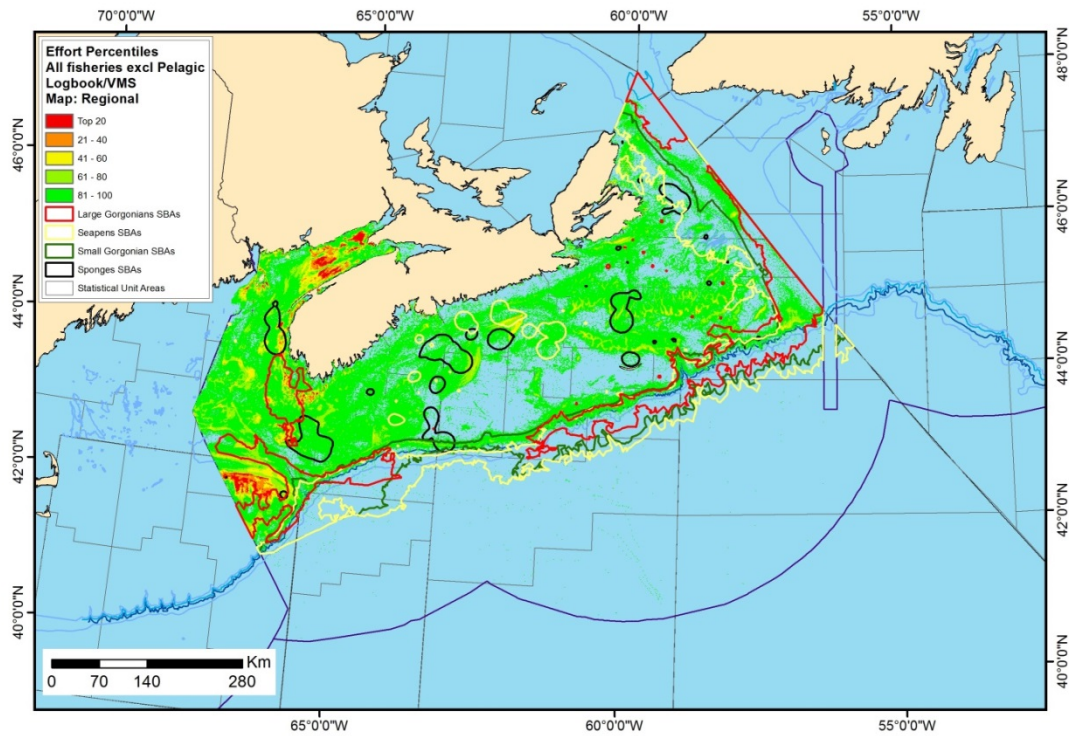 70°0'0"W 65°0'0"W 60°0'0"W 55°0'0"W
Effort Percentiles
All fisheries excl Pelagic
Logbook/VMS
Map: Regional
Top 20
21 - 40
41 - 60
61 - 80
81 - 100
Large Gorgonians SBAs
Seapens SBAs
Small Gorgonian SBAs
Sponges SBAs
Statistical Unit Areas
46°0'0"N
44°0'0"N
42°0'0"N
40°0'0"N
48°0'0"N
46°0'0"N
44°0'0"N
42°0'0"N
40°0'0"N
Km
0 70 140 280
65°0'0"W 60°0'0"W 55°0'0"W